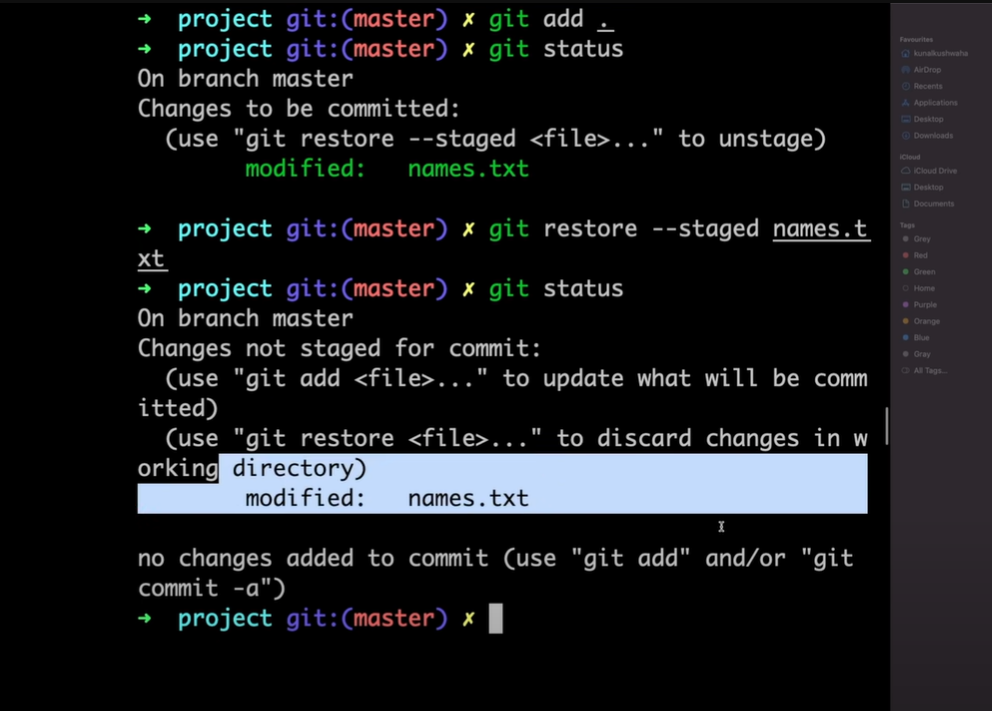 ➜ project git:(master) ✗ git add .
➜ project git:(master) ✗ git status
On branch master
Changes to be committed:
(use "git restore --staged <file>..." to unstage)
modified: names.txt
➜ project git:(master) ✗ git restore --staged names.t
xt
➜ project git:(master) ✗ git status
On branch master
Changes not staged for commit:
(use "git add <file>..." to update what will be comm
itted)
(use "git restore <file>..." to discard changes in w
orking directory)
modified: names.txt
no changes added to commit (use "git add" and/or "git
commit -a")
➜ project git:(master) ✗
Favourites
kunalkushwaha
AirDrop
Recents
Applications
Desktop
Downloads
iCloud
iCloud Drive
Desktop
Documents
Tags
Grey
Red
Green
Home
Purple
Orange
Blue
Gray
All Tags...